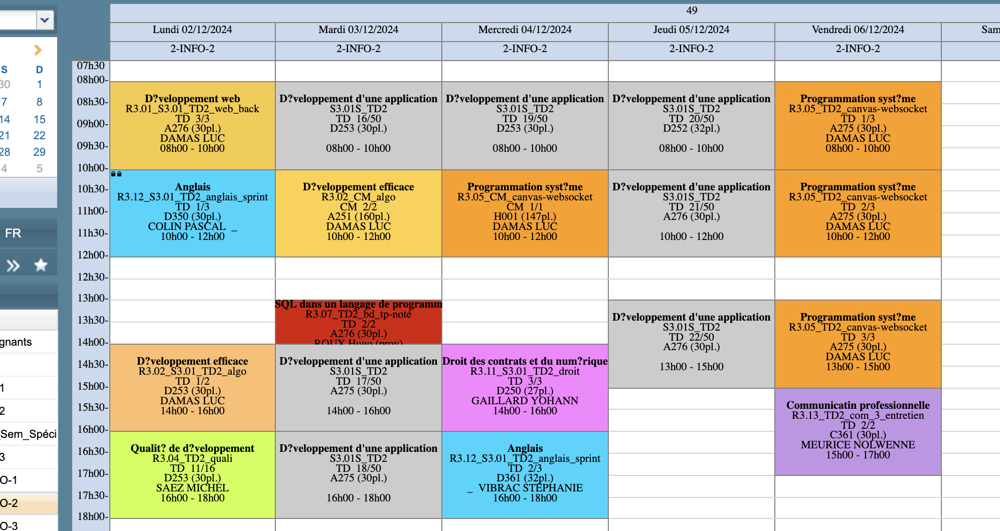 49
Lundi 02/12/2024
Mardi 03/12/2024
Mercredi 04/12/2024
Jeudi 05/12/2024
Vendredi 06/12/2024
Sam
2-INFO-2
2-INFO-2
2-INFO-2
2-INFO-2
2-INFO-2
S D
30 1
7 8
14 15
21 22
28 29
4 5
FR
gnants
1
2
_Sem_Spéci
3
O-1
O-2
O-3
07h30
08h00-
08h30-
09h00-
09h30-
10h00-
10h30-
11h00-
11h30-
12h00-
12h30-
13h00-
13h30-
14h00-
14h30-
15h00-
15h30-
16h00-
16h30-
17h00-
17h30-
18h00-
D?veloppement web
R3.01_S3.01_TD2_web_back
TD 3/3
A276 (30pl.)
DAMAS LUC
08h00 - 10h00
Anglais
R3.12_S3.01_TD2_anglais_sprint
TD 1/3
D350 (30pl.)
COLIN PASCAL _
10h00 - 12h00
D?veloppement efficace
R3.02_S3.01_TD2_algo
TD 1/2
D253 (30pl.)
DAMAS LUC
14h00 - 16h00
Qualit? de d?veloppement
R3.04_TD2_quali
TD 11/16
D253 (30pl.)
SAEZ MICHEL
16h00 - 18h00
D?veloppement d'une application
S3.01S_TD2
TD 16/50
D253 (30pl.)
08h00 - 10h00
D?veloppement efficace
R3.02_CM_algo
CM 2/2
A251 (160pl.)
DAMAS LUC
10h00 - 12h00
SQL dans un langage de programm
R3.07_TD2_bd_tp-noté
TD 2/2
A276 (30pl.)
ROUX Hugo (prov)
D?veloppement d'une application
S3.01S_TD2
TD 17/50
A275 (30pl.)
14h00 - 16h00
D?veloppement d'une application
S3.01S_TD2
TD 18/50
A275 (30pl.)
16h00 - 18h00
D?veloppement d'une application
S3.01S_TD2
TD 19/50
D253 (30pl.)
08h00 - 10h00
Programmation syst?me
R3.05_CM_canvas-websocket
CM 1/1
H001 (147pl.)
DAMAS LUC
10h00 - 12h00
Droit des contrats et du num?rique
R3.11_S3.01_TD2_droit
TD 3/3
D250 (27pl.)
GAILLARD YOHANN
14h00 - 16h00
Anglais
R3.12_S3.01_TD2_anglais_sprint
TD 2/3
D361 (32pl.)
_ VIBRAC STEPHANIE
16h00 - 18h00
D?veloppement d'une application
S3.01S_TD2
TD 20/50
D252 (32pl.)
08h00 - 10h00
D?veloppement d'une application
S3.01S_TD2
TD 21/50
A276 (30pl.)
10h00 - 12h00
D?veloppement d'une application
S3.01S_TD2
TD 22/50
A276 (30pl.)
13h00 - 15h00
Programmation syst?me
R3.05_TD2_canvas-websocket
TD 1/3
A275 (30pl.)
DAMAS LUC
08h00 - 10h00
Programmation syst?me
R3.05_TD2_canvas-websocket
TD 2/3
A275 (30pl.)
DAMAS LUC
10h00 - 12h00
Programmation syst?me
R3.05_TD2_canvas-websocket
TD 3/3
A275 (30pl.)
DAMAS LUC
13h00 - 15h00
Communicatin professionnelle
R3.13_TD2_com_3_entretien
TD 2/2
C361 (30pl.)
MEURICE NOLWENNE
15h00 - 17h00